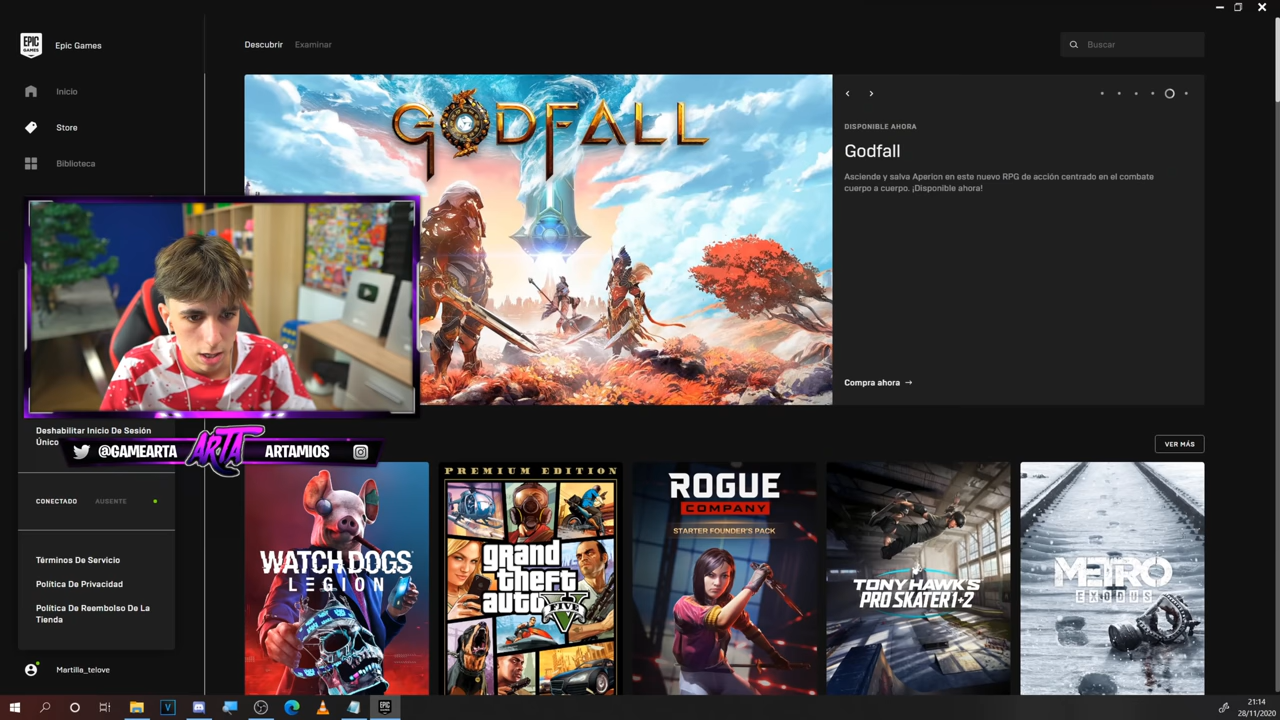 EPIC
GAMES
Epic Games
Inicio
Store
Biblioteca
Descubrir
Examinar
Buscar
GODFALL
DISPONIBLE AHORA
Godfall
Asciende y salva Aperion en este nuevo RPG de acción centrado en el combate
cuerpo a cuerpo. ¡Disponible ahora!
Compra ahora →
VER MÁS
Deshabilitar Inicio De Sesión
Único
@GAMEARTA
ARTA
ARTAMIOS
CONECTADO
AUSENTE
Términos De Servicio
Política De Privacidad
Política De Reembolso De La
Tienda
Martilla_telove
WATCH DOGS
LEGION
PREMIUM EDITION
grand
theft
auto
FIVE
ROGUE
COMPANY
STARTER FOUNDER'S PACK
TONY HAWK'S
PRO SKATER 1+2
METRO
EXODUS
EPIC
GAMES
21:14
28/11/2020